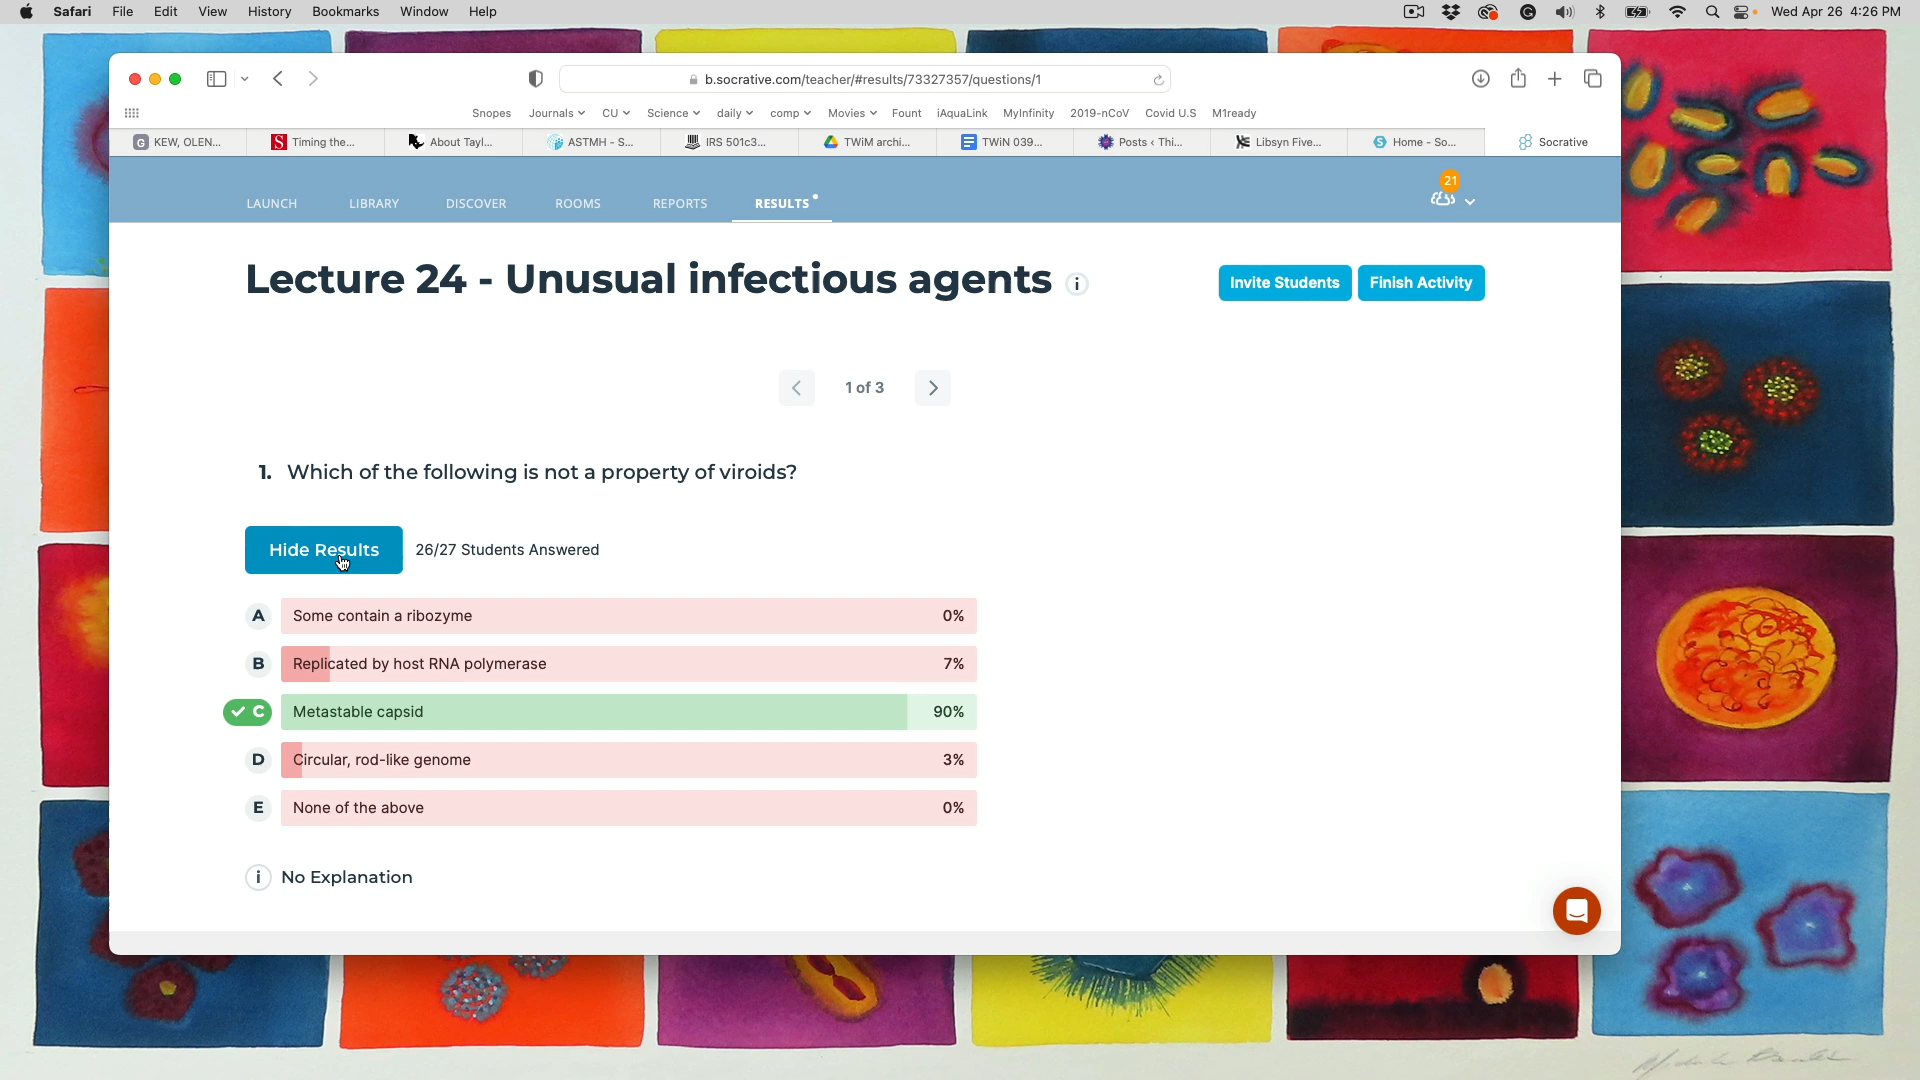 Safari File Edit View History Bookmarks Window Help Wed Apr 26 4:26 PM
b.socrative.com/teacher/#results/73327357/questions/1
Snopes Journals CU Science daily comp Movies Fount iAquaLink MyInfinity 2019-nCoV Covid U.S M1ready
G KEW, OLEN... S Timing the... About Tayl... ASTMH - S... IRS 501c3... TWiM archi... TWiN 039... Posts ‹ Thi... Libsyn Five... S Home - So... Socrative
21
LAUNCH LIBRARY DISCOVER ROOMS REPORTS RESULTS
Lecture 24 - Unusual infectious agents i
Invite Students Finish Activity
1 of 3
1. Which of the following is not a property of viroids?
Hide Results 26/27 Students Answered
A Some contain a ribozyme 0%
B Replicated by host RNA polymerase 7%
C Metastable capsid 90%
D Circular, rod-like genome 3%
E None of the above 0%
i No Explanation